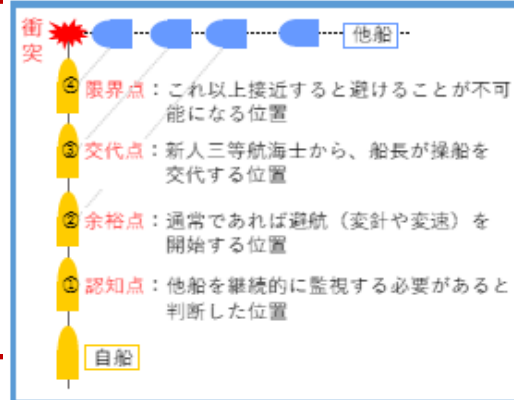 衝突
他船
④ 限界点：これ以上接近すると避けることが不可
能になる位置
③ 交代点：新人三等航海士から、船長が操船を
交代する位置
② 余裕点：通常であれば避航（変針や変速）を
開始する位置
① 認知点：他船を継続的に監視する必要があると
判断した位置
自船